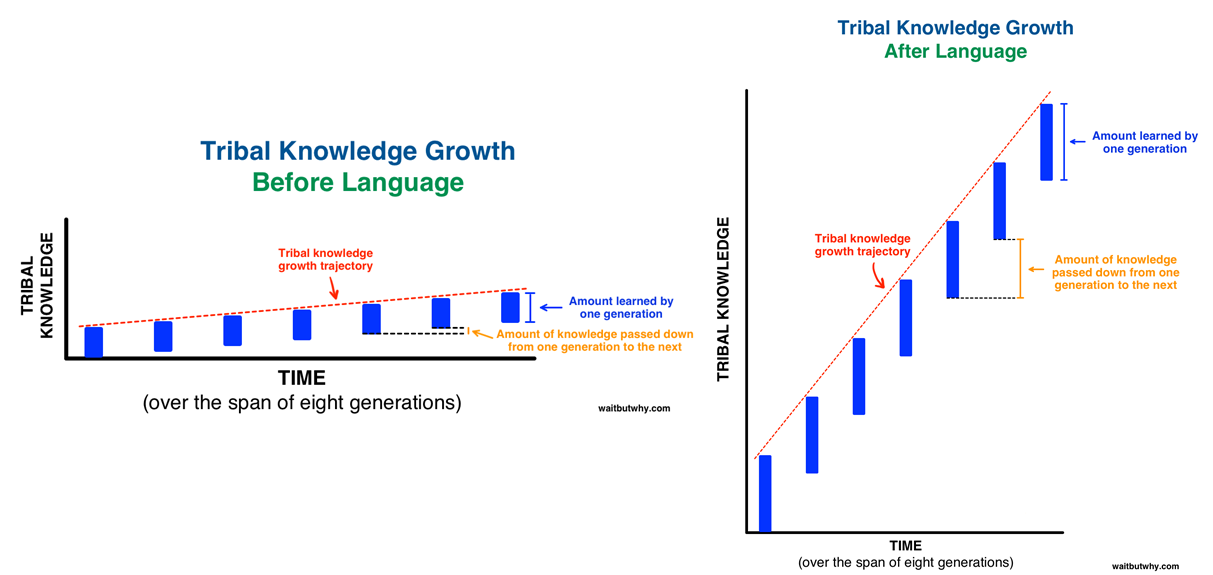 Tribal Knowledge Growth
Before Language
TRIBAL
KNOWLEDGE
Tribal knowledge
growth trajectory
Amount learned by
one generation
Amount of knowledge passed down
from one generation to the next
TIME
(over the span of eight generations)
waitbutwhy.com
Tribal Knowledge Growth
After Language
TRIBAL KNOWLEDGE
Amount learned by
one generation
Tribal knowledge
growth trajectory
Amount of knowledge
passed down from one
generation to the next
TIME
(over the span of eight generations)
waitbutwhy.com